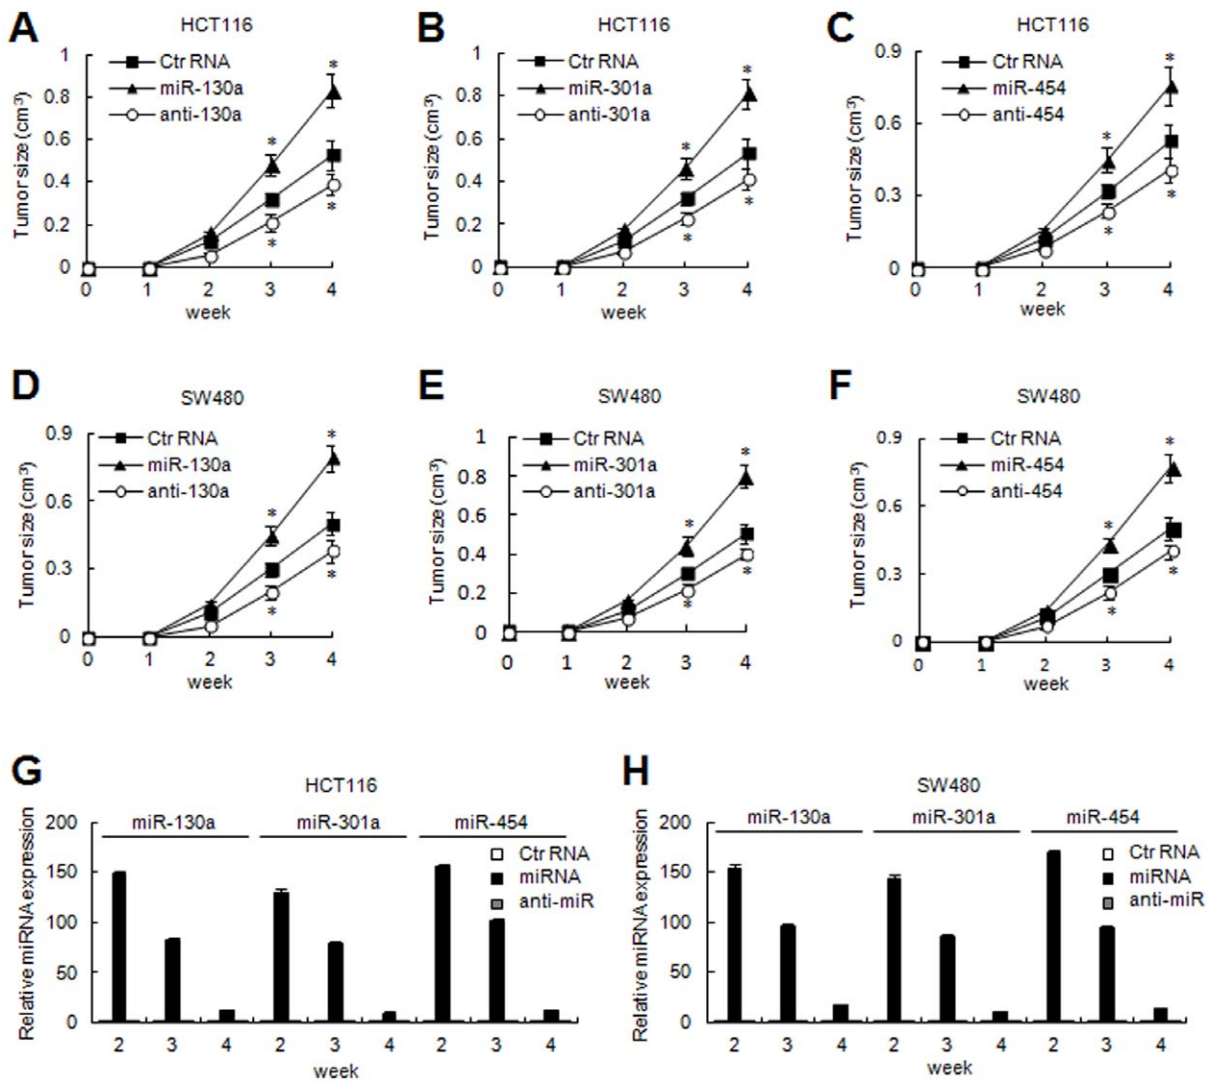 A
HCT116
Tumor size (cm³)
1
0.8
0.6
0.4
0.2
0
Ctr RNA
miR-130a
anti-130a
*
*
*
*
0 1 2 3 4
week
B
HCT116
Tumor size (cm³)
1
0.8
0.6
0.4
0.2
0
Ctr RNA
miR-301a
anti-301a
*
*
*
*
0 1 2 3 4
week
C
HCT116
Tumor size (cm³)
0.9
0.6
0.3
0
Ctr RNA
miR-454
anti-454
*
*
*
*
0 1 2 3 4
week
D
SW480
Tumor size (cm³)
0.9
0.6
0.3
0
Ctr RNA
miR-130a
anti-130a
*
*
*
*
0 1 2 3 4
week
E
SW480
Tumor size (cm³)
1
0.8
0.6
0.4
0.2
0
Ctr RNA
miR-301a
anti-301a
*
*
*
*
0 1 2 3 4
week
F
SW480
Tumor size (cm³)
0.9
0.6
0.3
0
Ctr RNA
miR-454
anti-454
*
*
*
*
0 1 2 3 4
week
G
HCT116
Relative miRNA expression
200
150
100
50
0
miR-130a miR-301a miR-454
Ctr RNA
miRNA
anti-miR
2 3 4 2 3 4 2 3 4
week
H
SW480
Relative miRNA expression
200
150
100
50
0
miR-130a miR-301a miR-454
Ctr RNA
miRNA
anti-miR
2 3 4 2 3 4 2 3 4
week